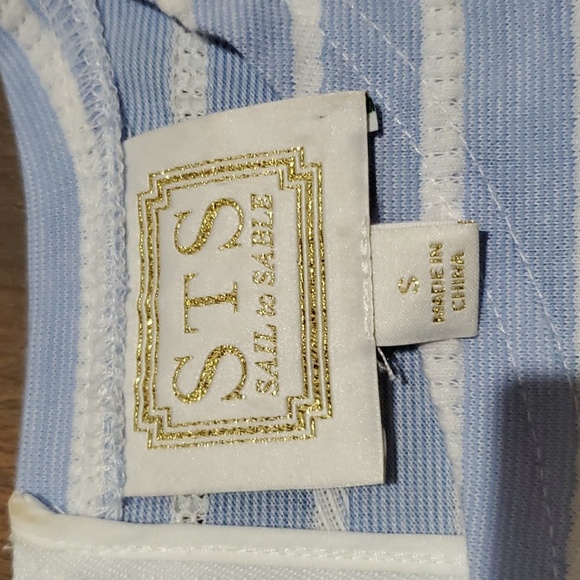 STS
SAIL to SABLE
S
MADE IN
CHINA